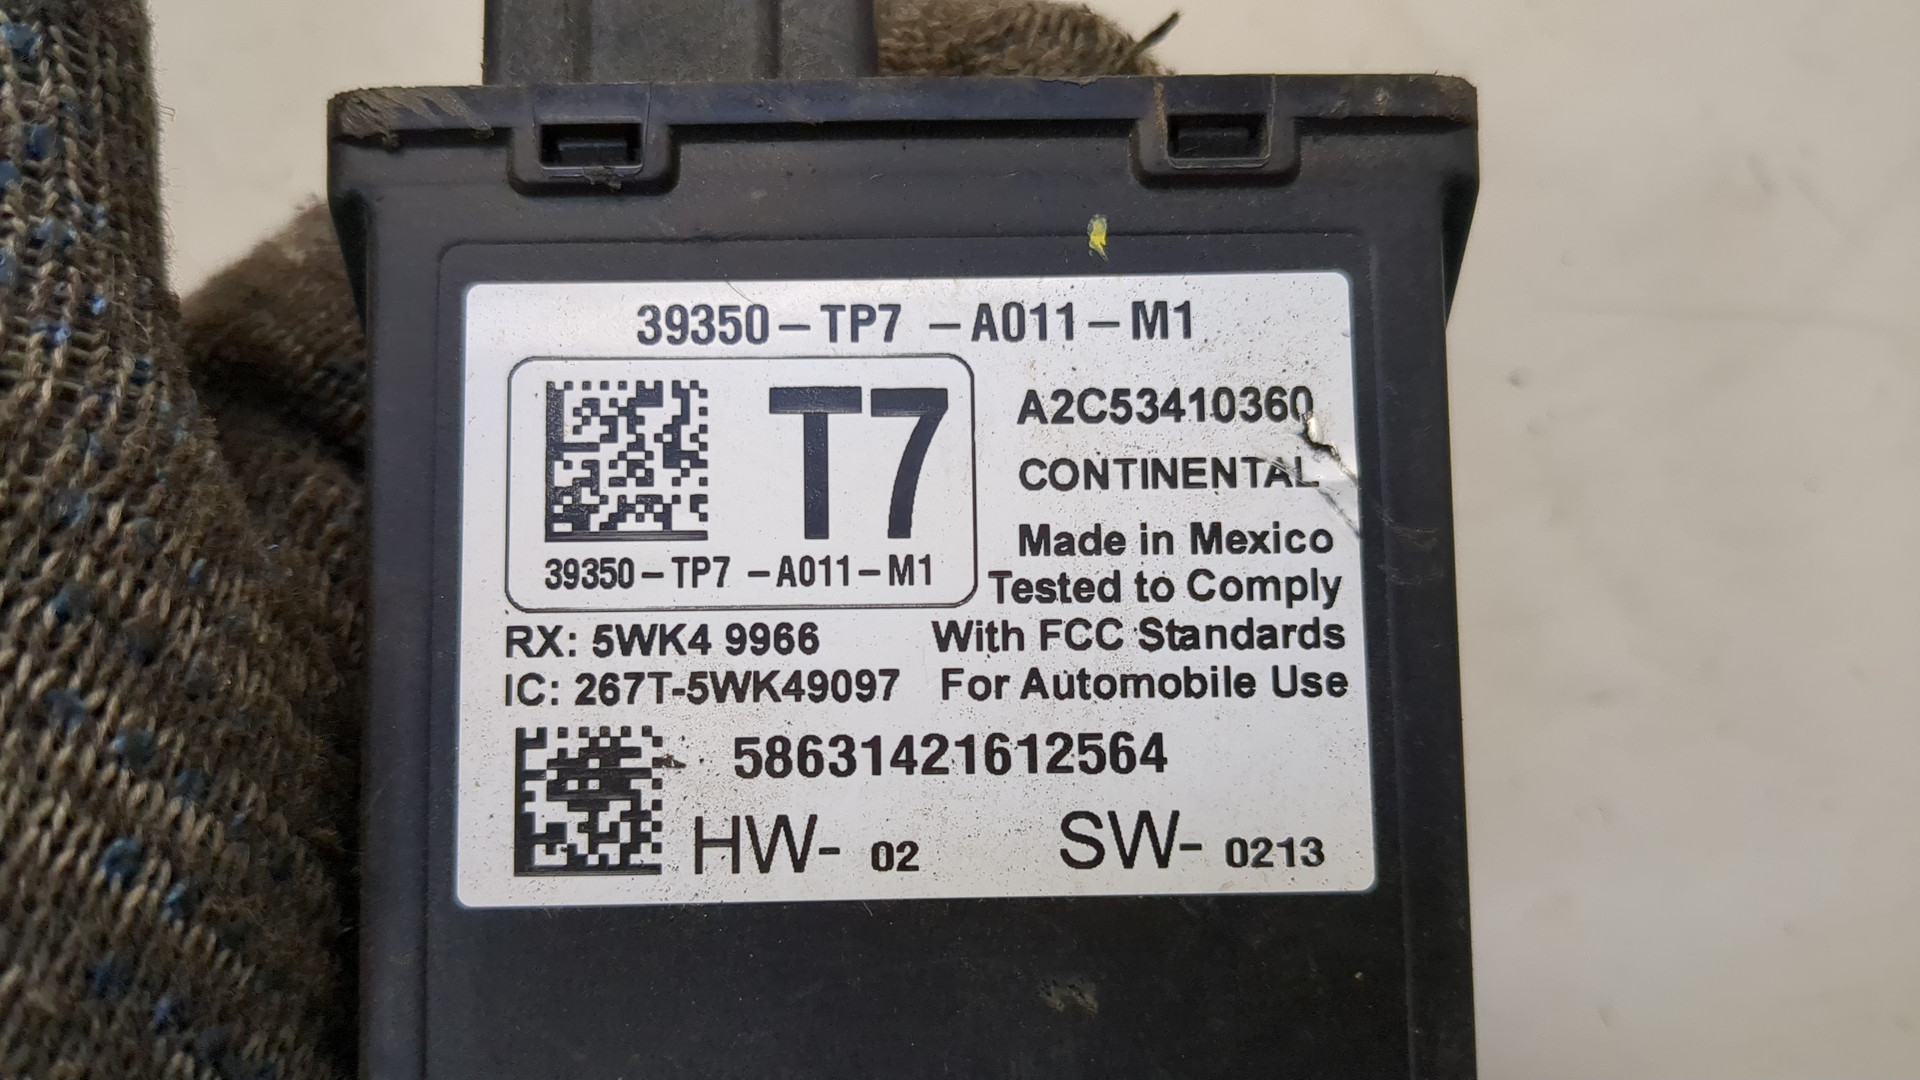 39350-TP7 -A011-M1
T7
39350-TP7 -A011-M1
A2C53410360
CONTINENTAL
Made in Mexico
Tested to Comply
With FCC Standards
For Automobile Use
RX: 5WK4 9966
IC: 267T-5WK49097
58631421612564
HW- 02
SW- 0213